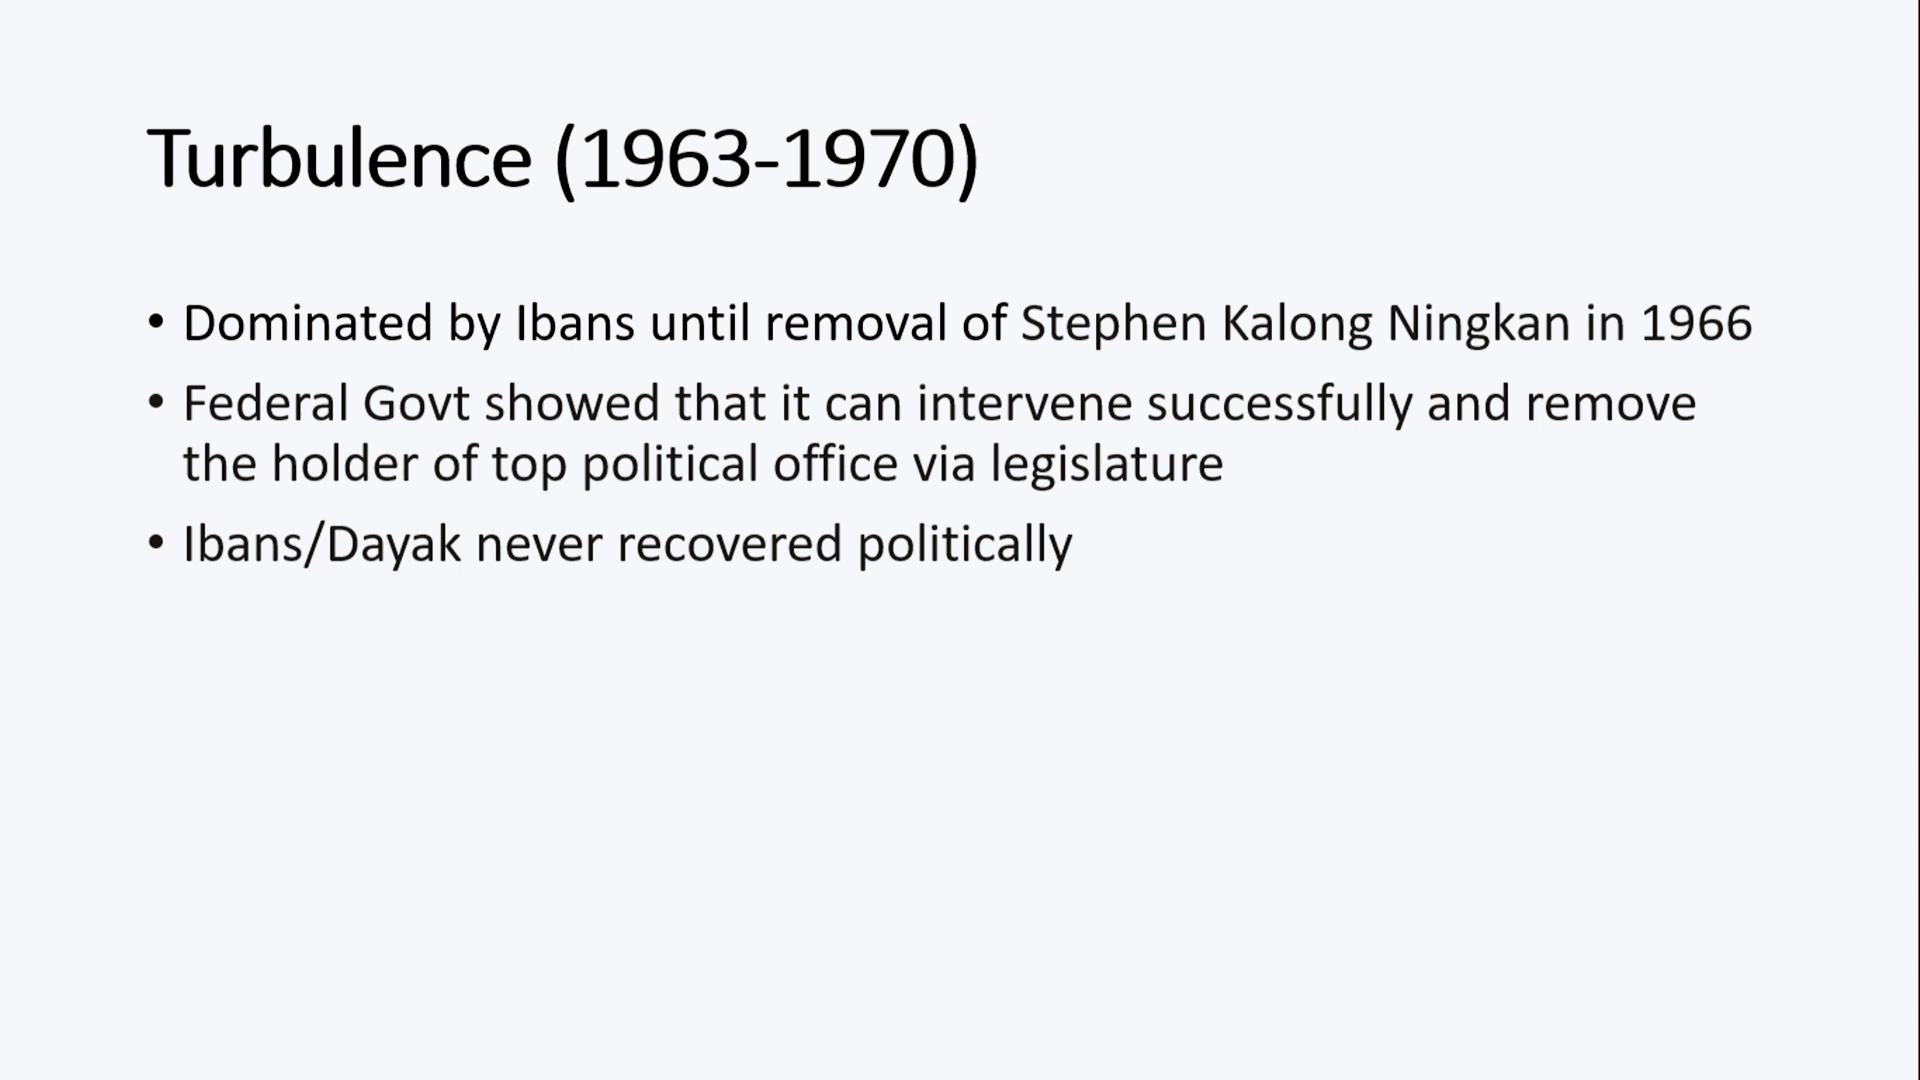 Turbulence (1963-1970)
• Dominated by Ibans until removal of Stephen Kalong Ningkan in 1966
• Federal Govt showed that it can intervene successfully and remove
the holder of top political office via legislature
• Ibans/Dayak never recovered politically